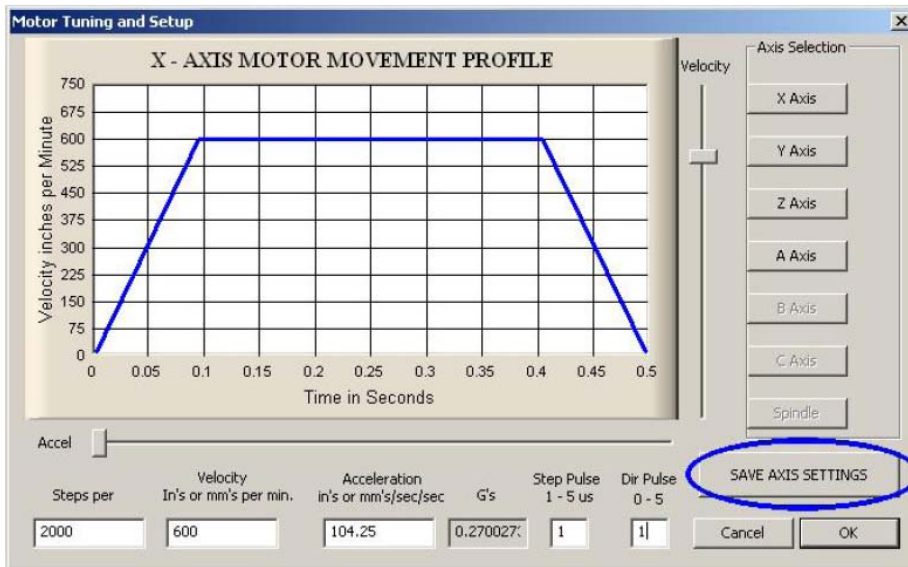 Motor Tuning and Setup
X - AXIS MOTOR MOVEMENT PROFILE
Velocity inches per Minute
750
675
600
525
450
375
300
225
150
75
0
0 0.05 0.1 0.15 0.2 0.25 0.3 0.35 0.4 0.45 0.5
Time in Seconds
Velocity
Axis Selection
X Axis
Y Axis
Z Axis
A Axis
B Axis
C Axis
Spindle
SAVE AXIS SETTINGS
Accel
Steps per
2000
Velocity
In's or mm's per min.
600
Acceleration
in's or mm's/sec/sec
104.25
G's
0.270027
Step Pulse
1 - 5 us
1
Dir Pulse
0 - 5
1
Cancel
OK